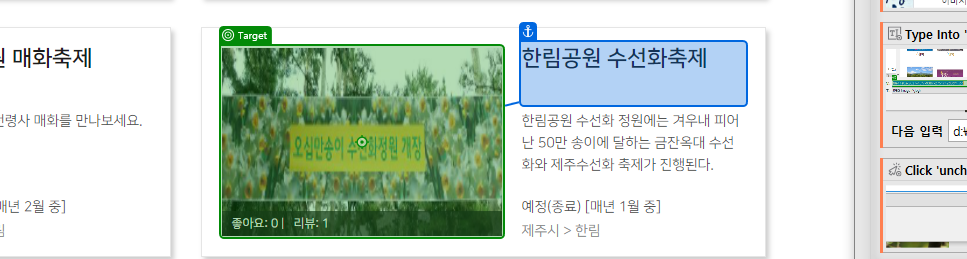 매화축제
선령사 매화를 만나보세요.
매년 2월 중]
림
Target
오십만송이 수선화정원 개장
좋아요: 0 | 리뷰: 1
한림공원 수선화축제
한림공원 수선화 정원에는 겨우내 피어
난 50만 송이에 달하는 금잔옥대 수선
화와 제주수선화 축제가 진행된다.
예정(종료) [매년 1월 중]
제주시 > 한림
Type Into '
다음 입력
d:₩
Click 'unch